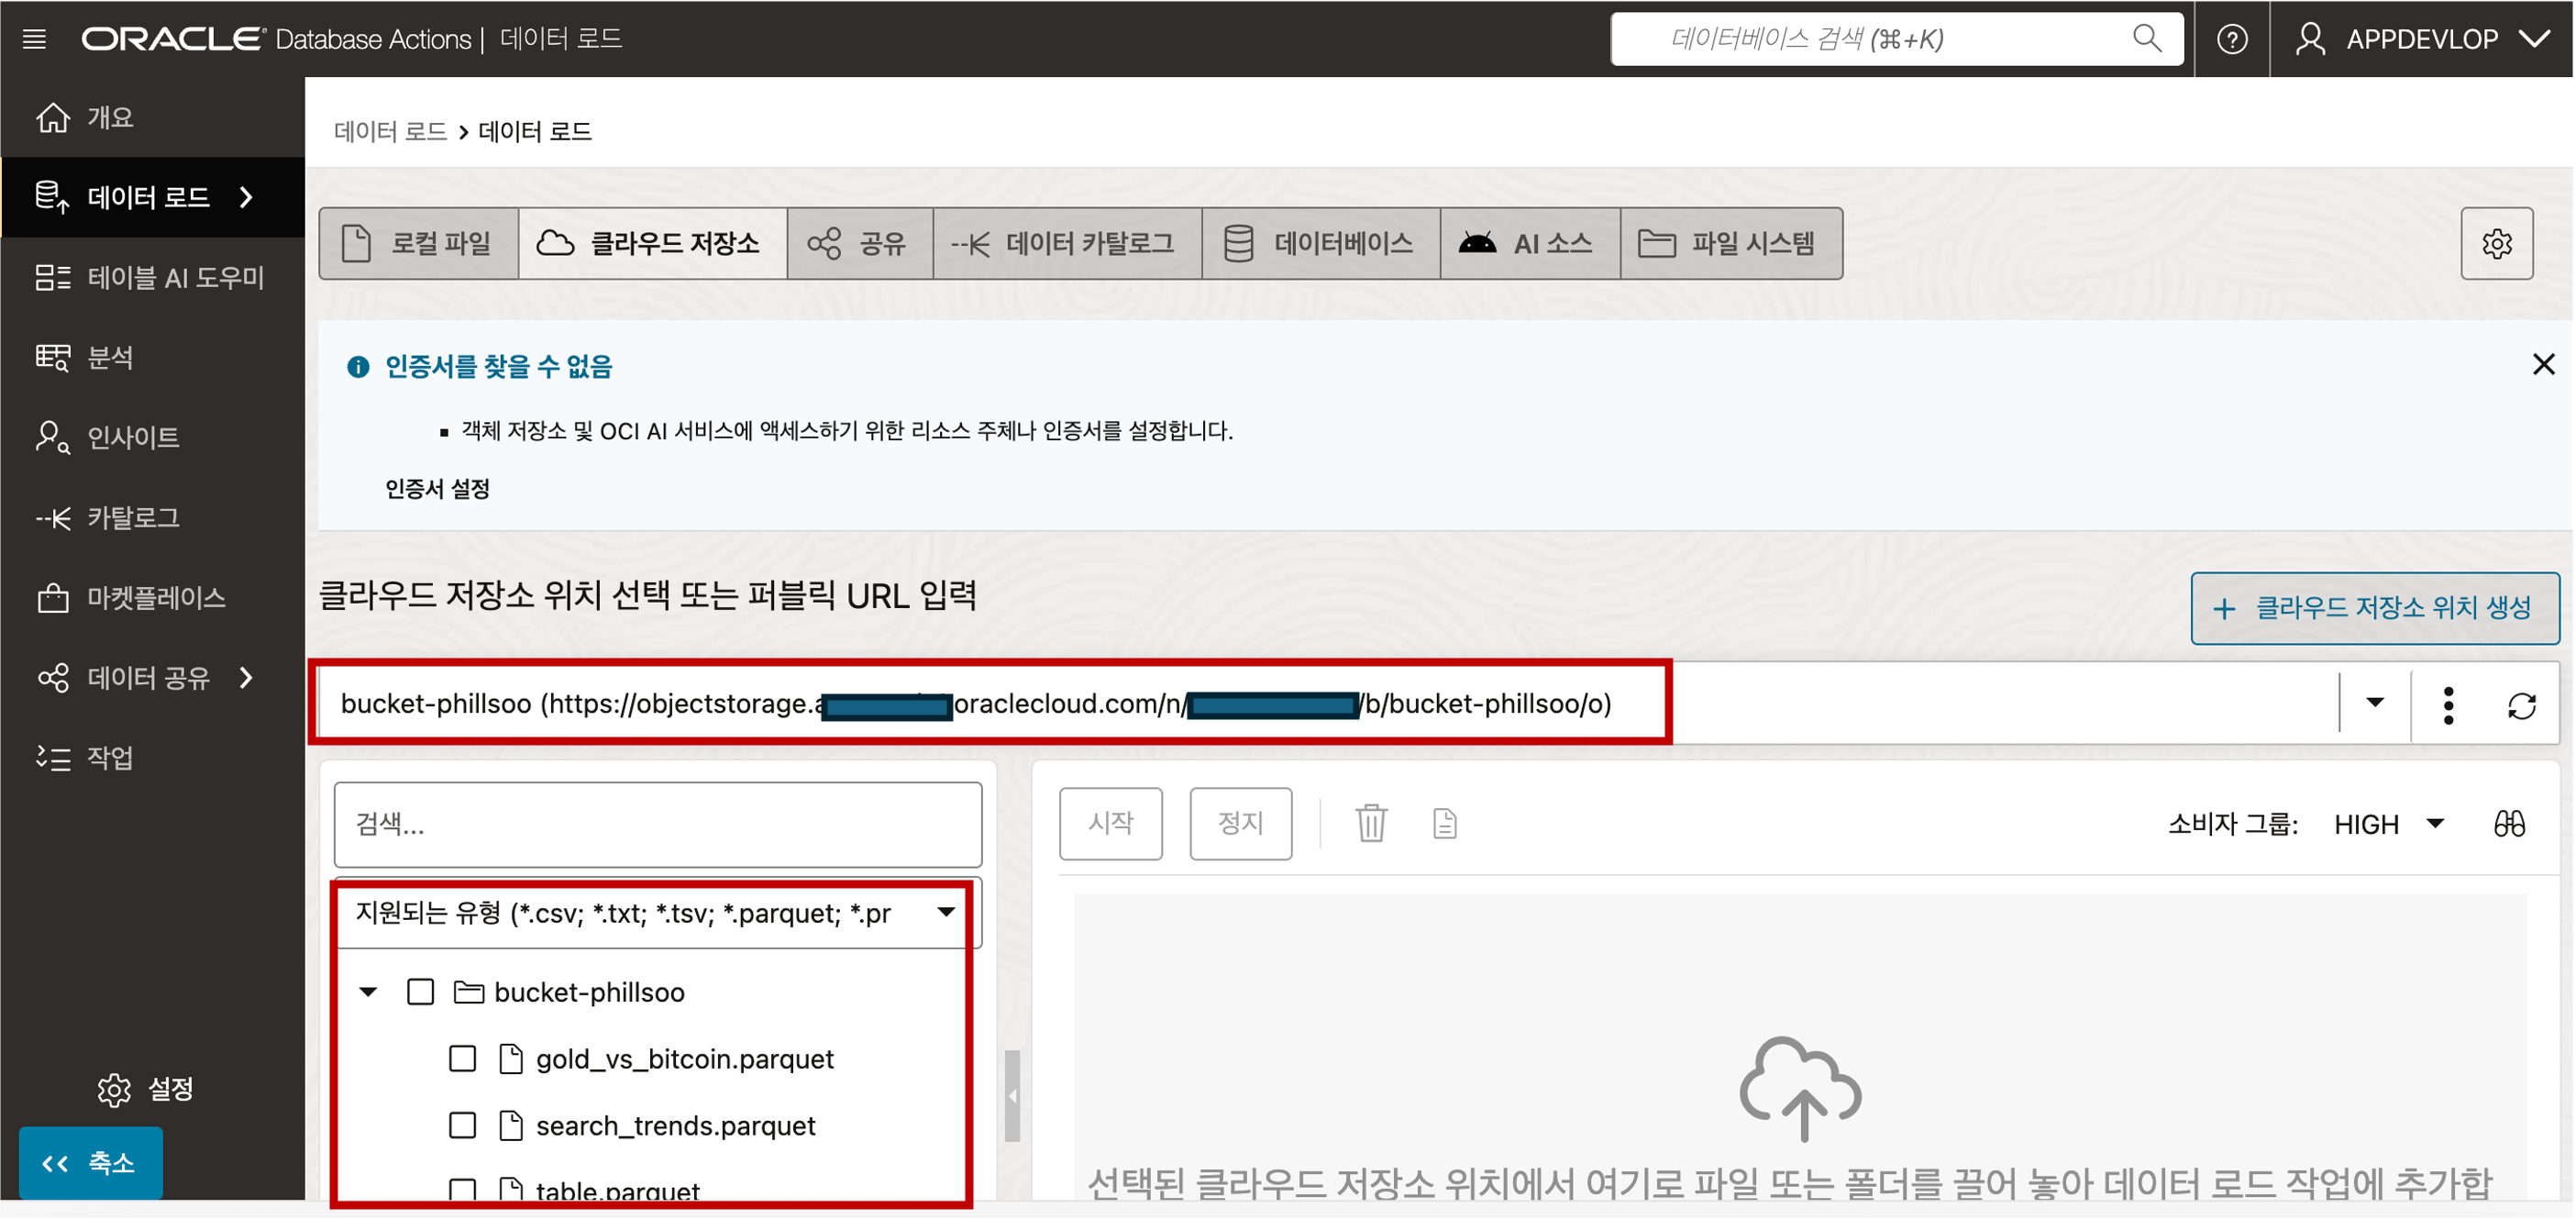 ORACLE Database Actions | 데이터 로드
데이터베이스 검색 (⌘+K)
APPDEVLOP
개요
데이터 로드
테이블 AI 도우미
분석
인사이트
카탈로그
마켓플레이스
데이터 공유
작업
설정
축소
데이터 로드 > 데이터 로드
로컬 파일
클라우드 저장소
공유
데이터 카탈로그
데이터베이스
AI 소스
파일 시스템
인증서를 찾을 수 없음
객체 저장소 및 OCI AI 서비스에 액세스하기 위한 리소스 주체나 인증서를 설정합니다.
인증서 설정
클라우드 저장소 위치 선택 또는 퍼블릭 URL 입력
+ 클라우드 저장소 위치 생성
bucket-phillsoo (https://objectstorage.a oraclecloud.com/n/ /b/bucket-phillsoo/o)
검색...
지원되는 유형 (*.csv; *.txt; *.tsv; *.parquet; *.pr
bucket-phillsoo
gold_vs_bitcoin.parquet
search_trends.parquet
table.parquet
시작
정지
소비자 그룹: HIGH
선택된 클라우드 저장소 위치에서 여기로 파일 또는 폴더를 끌어 놓아 데이터 로드 작업에 추가합